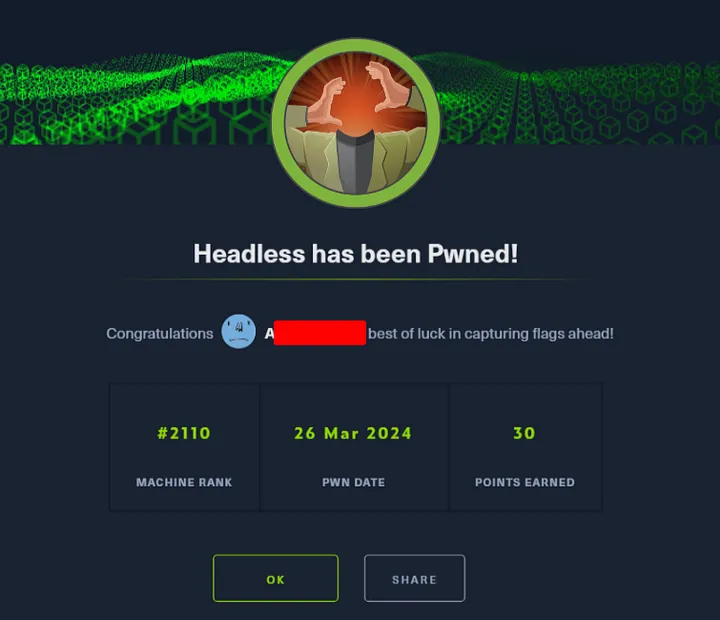 Headless has been Pwned!
Congratulations A best of luck in capturing flags ahead!
#2110 26 Mar 2024 30
MACHINE RANK PWN DATE POINTS EARNED
OK SHARE